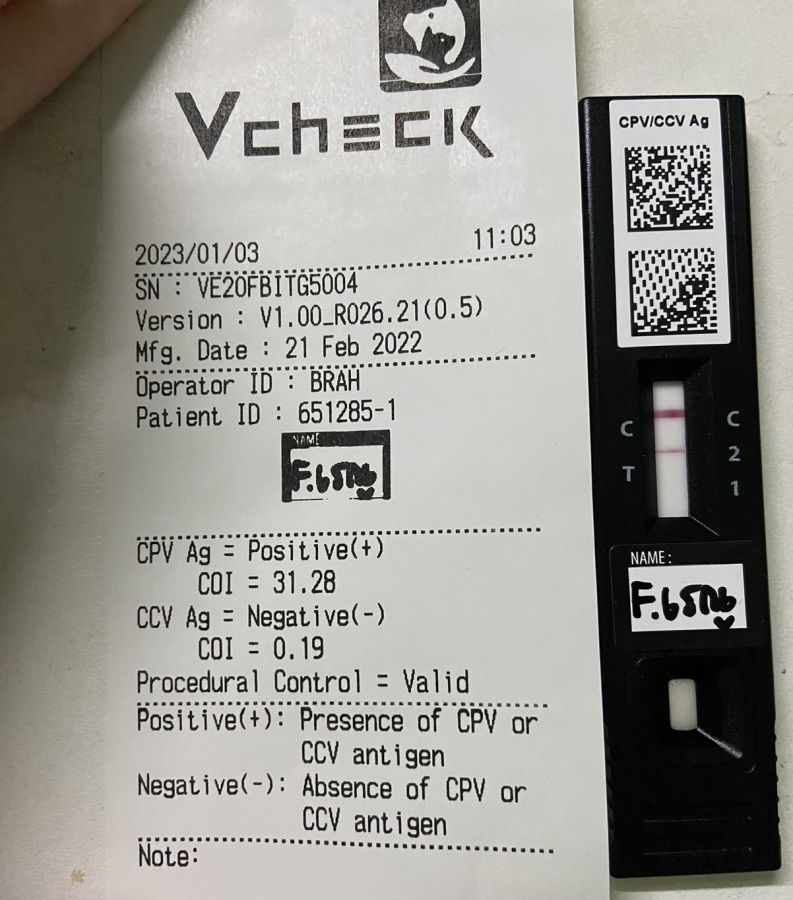 Vcheck
2023/01/03 11:03
SN : VE20FBITG5004
Version : V1.00_R026.21(0.5)
Mfg. Date : 21 Feb 2022
Operator ID : BRAH
Patient ID : 651285-1
NAME
CPV Ag = Positive(+)
COI = 31.28
CCV Ag = Negative(-)
COI = 0.19
Procedural Control = Valid
Positive(+): Presence of CPV or
CCV antigen
Negative(-): Absence of CPV or
CCV antigen
Note:
CPV/CCV Ag
C C
2
T
1
NAME: